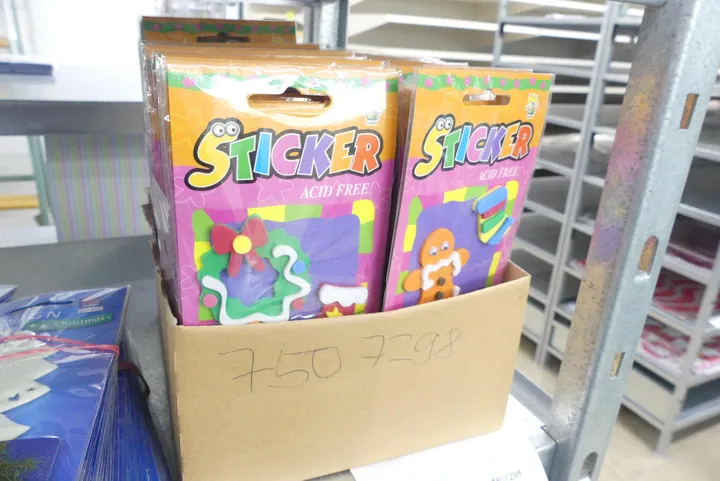 STICKER
ACID FREE
STICKER
ACID FREE
750 7298